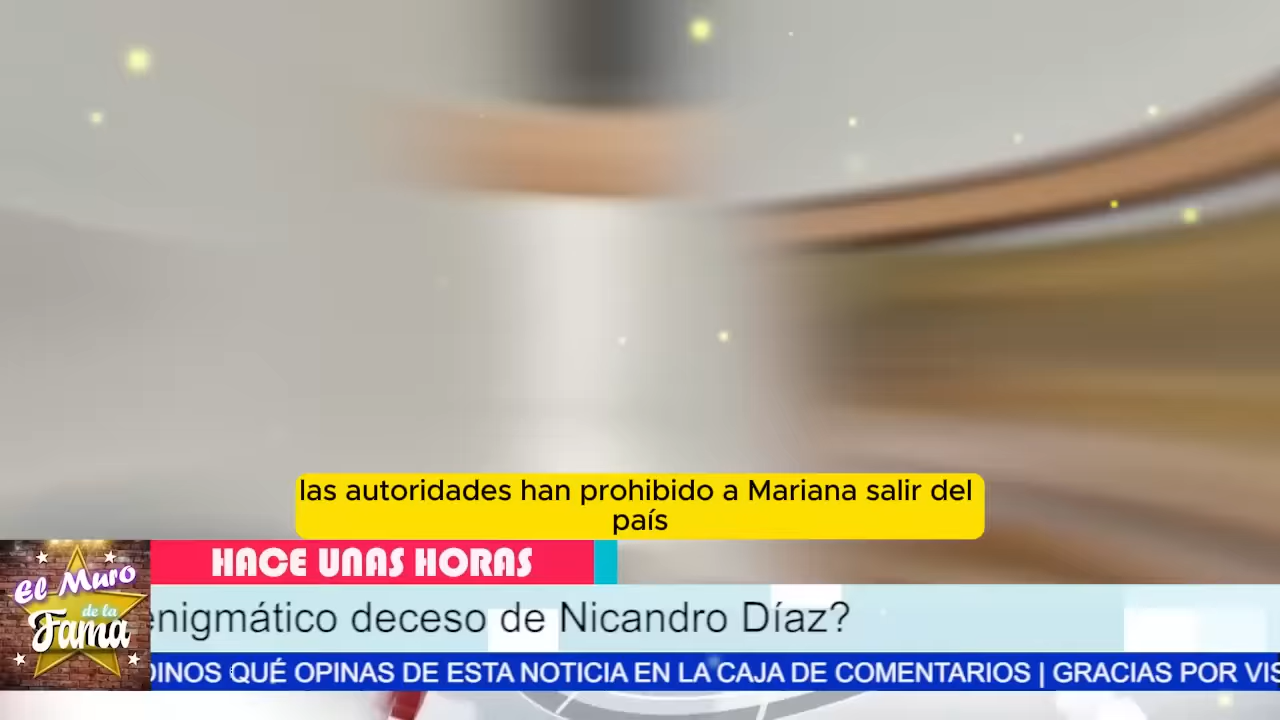 las autoridades han prohibido a Mariana salir del
país
HACE UNAS HORAS
El Muro
de la
Fama
enigmático deceso de Nicandro Díaz?
DINOS QUÉ OPINAS DE ESTA NOTICIA EN LA CAJA DE COMENTARIOS | GRACIAS POR